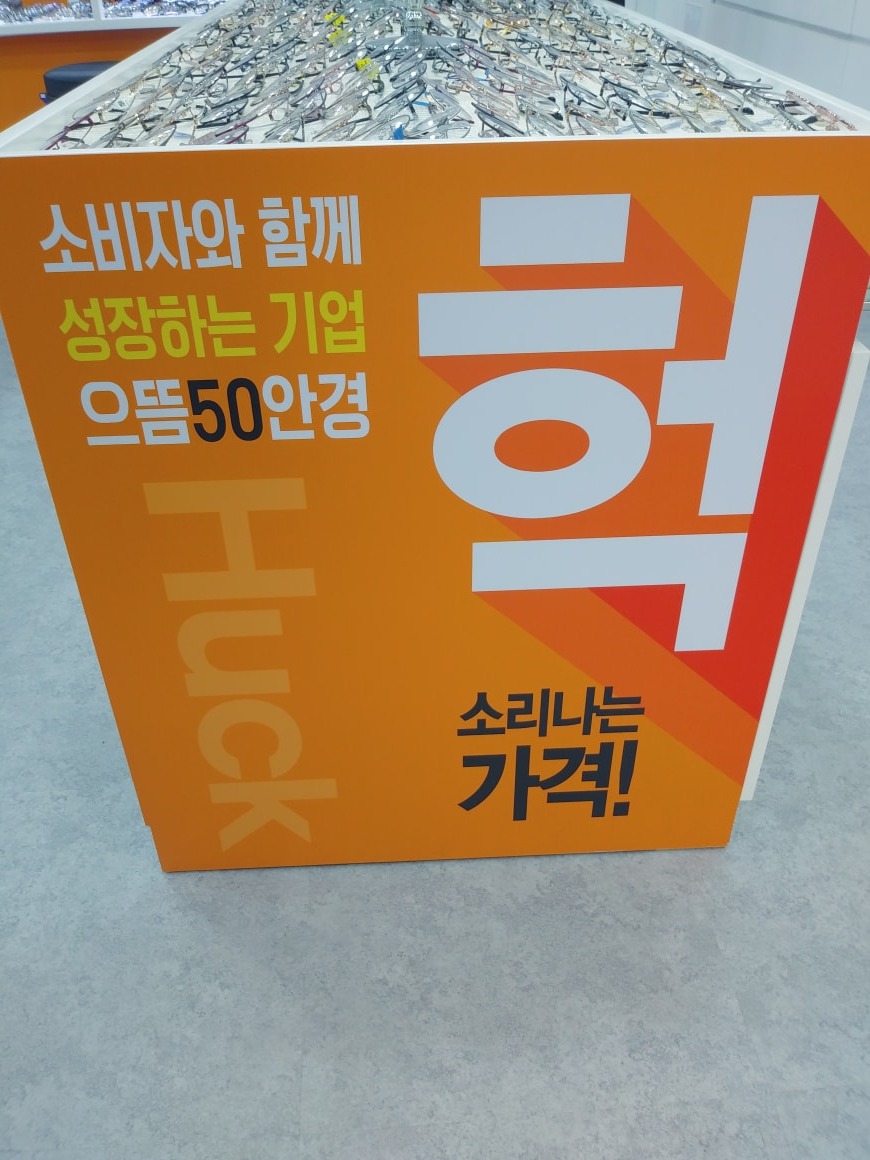 소비자와 함께
성장하는 기업
으뜸50안경
Huck
헉
소리나는
가격!